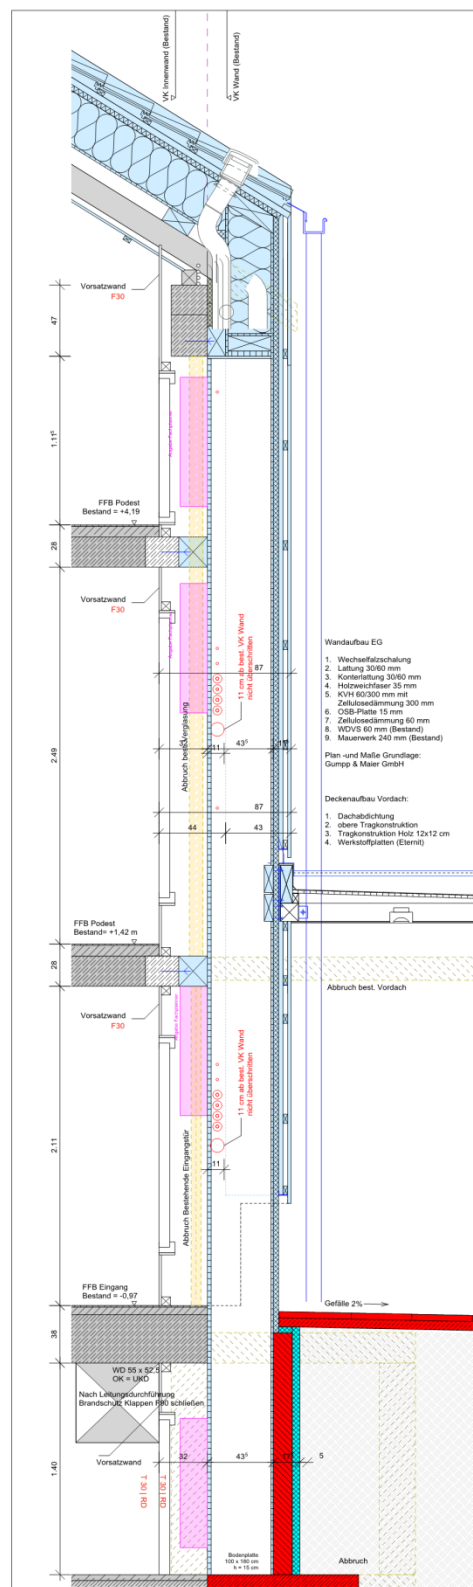 VK Innenwand (Bestand)
VK Wand (Bestand)
Vorsatzwand
F30
47
1.11⁵
FFB Podest
Bestand = +4,19
28
Vorsatzwand
F30
11 cm ab best. VK Wand
nicht überschritten
87
Wandaufbau EG
1. Wechselfalzschalung
2. Lattung 30/60 mm
3. Konterlattung 30/60 mm
4. Holzweichfaser 35 mm
5. KVH 60/300 mm mit
Zellulosedämmung 300 mm
6. OSB-Platte 15 mm
7. Zellulosedämmung 60 mm
8. WDVS 60 mm (Bestand)
9. Mauerwerk 240 mm (Bestand)
Plan -und Maße Grundlage:
Gumpp & Maier GmbH
Abbruch best. Verglasung
2.49
11
43⁵
87
44
43
Deckenaufbau Vordach:
1. Dachabdichtung
2. obere Tragkonstruktion
3. Tragkonstruktion Holz 12x12 cm
4. Werkstoffplatten (Eternit)
FFB Podest
Bestand= +1,42 m
28
Abbruch best. Vordach
Vorsatzwand
F30
11 cm ab best. VK Wand
nicht überschritten
2.11
Abbruch Bestehende Eingangstür
11
FFB Eingang
Bestand = -0,97
Gefälle 2%
38
WD 55 x 52,5
OK = UKD
Nach Leitungsdurchführung
Brandschutz Klappen F90 schließen
Vorsatzwand
32
43⁵
5
1.40
T 30 | RD
T 30 | RD
Bodenplatte
100 x 180 cm
h = 15 cm
Abbruch